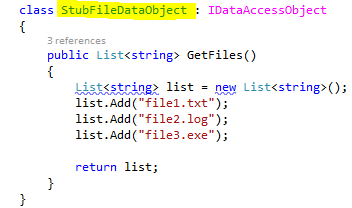 class StubFileDataObject : IDataAccessObject
{
3 references
public List<string> GetFiles()
{
List<string> list = new List<string>();
list.Add("file1.txt");
list.Add("file2.log");
list.Add("file3.exe");
return list;
}
}